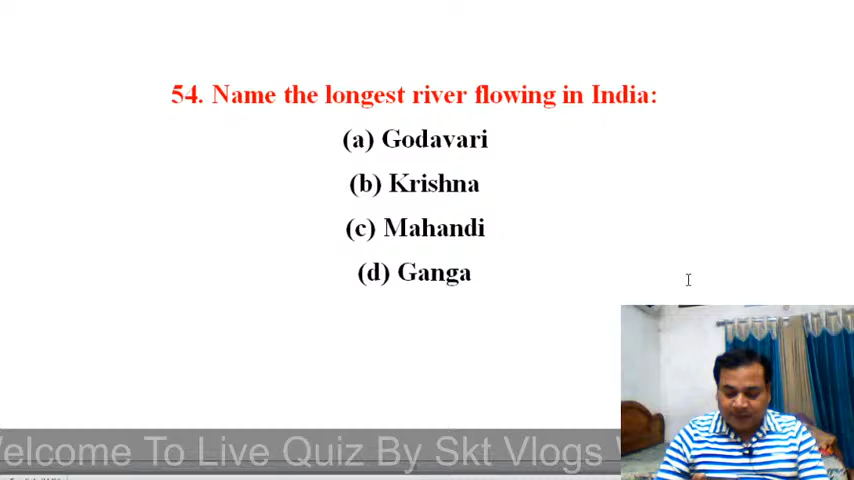 54. Name the longest river flowing in India:
(a) Godavari
(b) Krishna
(c) Mahandi
(d) Ganga
elcome To Live Quiz By Skt Vlogs